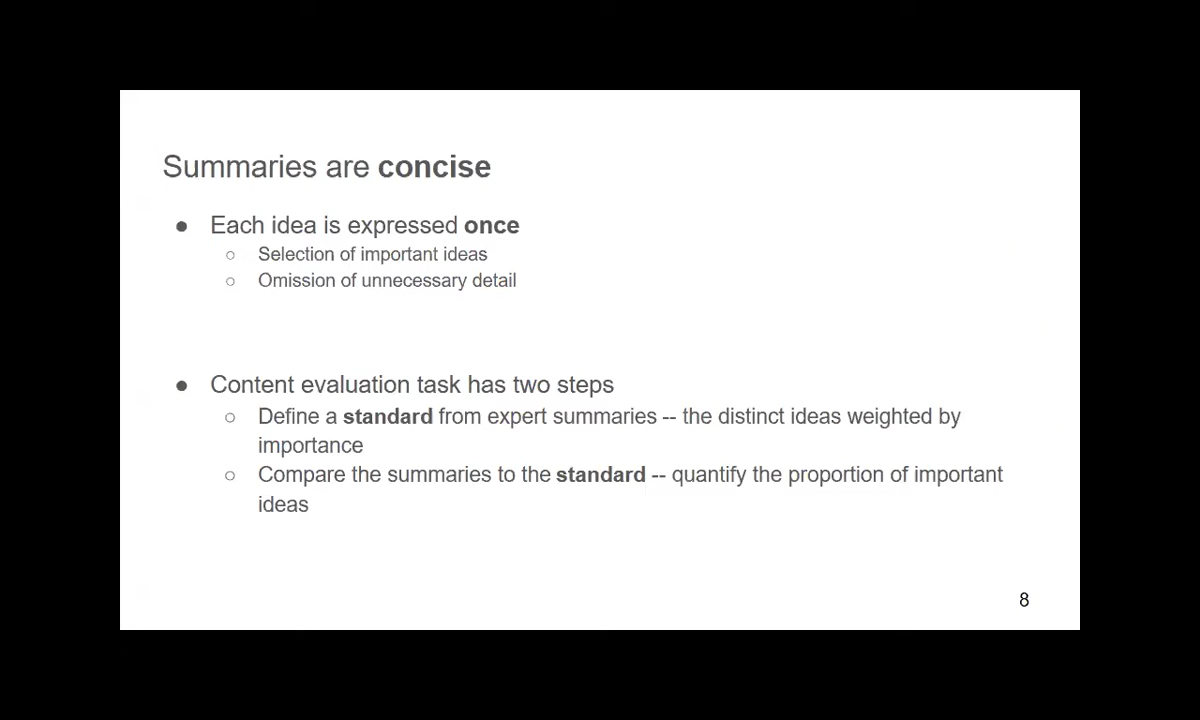 Summaries are concise
● Each idea is expressed once
○ Selection of important ideas
○ Omission of unnecessary detail
● Content evaluation task has two steps
○ Define a standard from expert summaries -- the distinct ideas weighted by
importance
○ Compare the summaries to the standard -- quantify the proportion of important
ideas
8